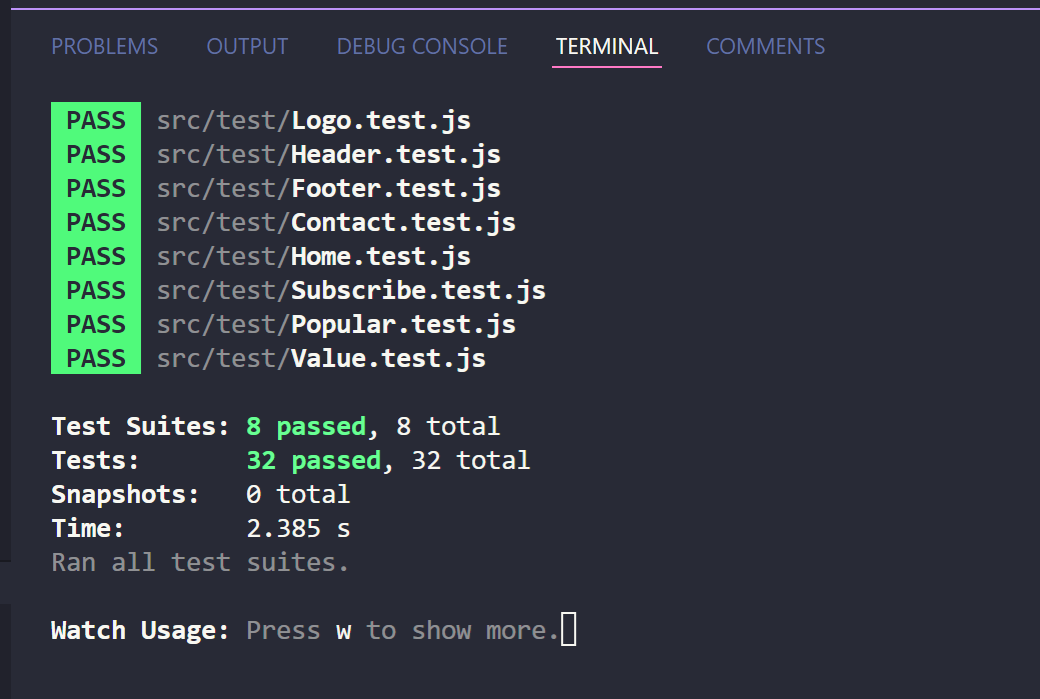 PROBLEMS OUTPUT DEBUG CONSOLE TERMINAL COMMENTS
PASS src/test/Logo.test.js
PASS src/test/Header.test.js
PASS src/test/Footer.test.js
PASS src/test/Contact.test.js
PASS src/test/Home.test.js
PASS src/test/Subscribe.test.js
PASS src/test/Popular.test.js
PASS src/test/Value.test.js
Test Suites: 8 passed, 8 total
Tests: 32 passed, 32 total
Snapshots: 0 total
Time: 2.385 s
Ran all test suites.
Watch Usage: Press w to show more.